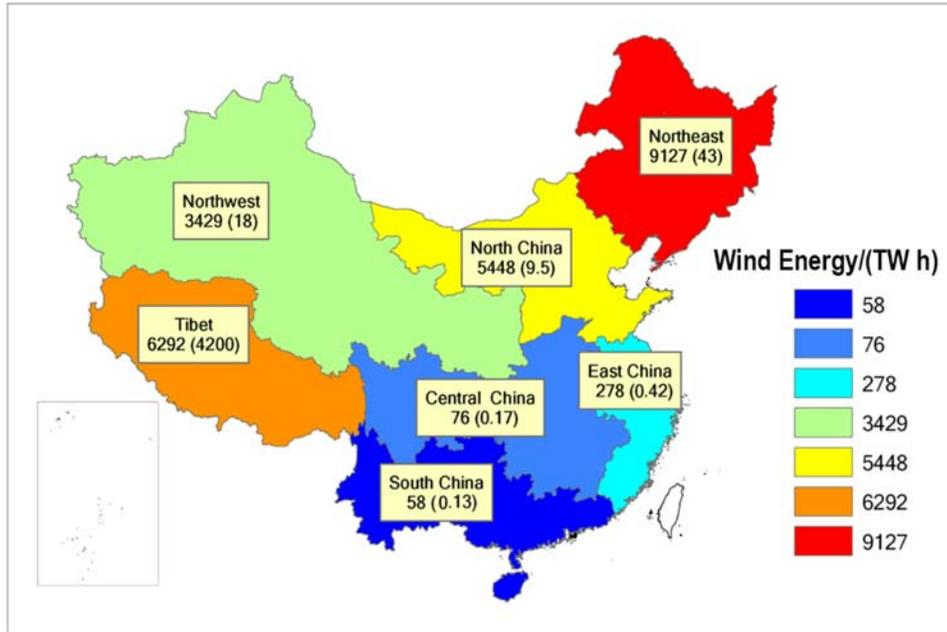 Northeast
9127 (43)
Northwest
3429 (18)
North China
5448 (9.5)
Wind Energy/(TW h)
58
76
278
3429
5448
6292
9127
Tibet
6292 (4200)
East China
278 (0.42)
Central China
76 (0.17)
South China
58 (0.13)